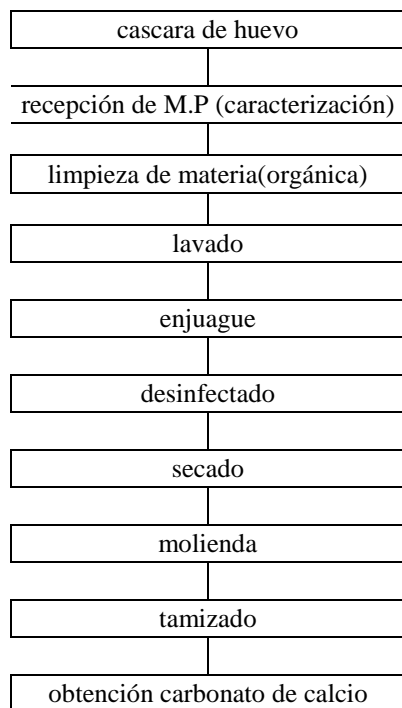 cascara de huevo
recepción de M.P (caracterización)
limpieza de materia(orgánica)
lavado
enjuague
desinfectado
secado
molienda
tamizado
obtención carbonato de calcio